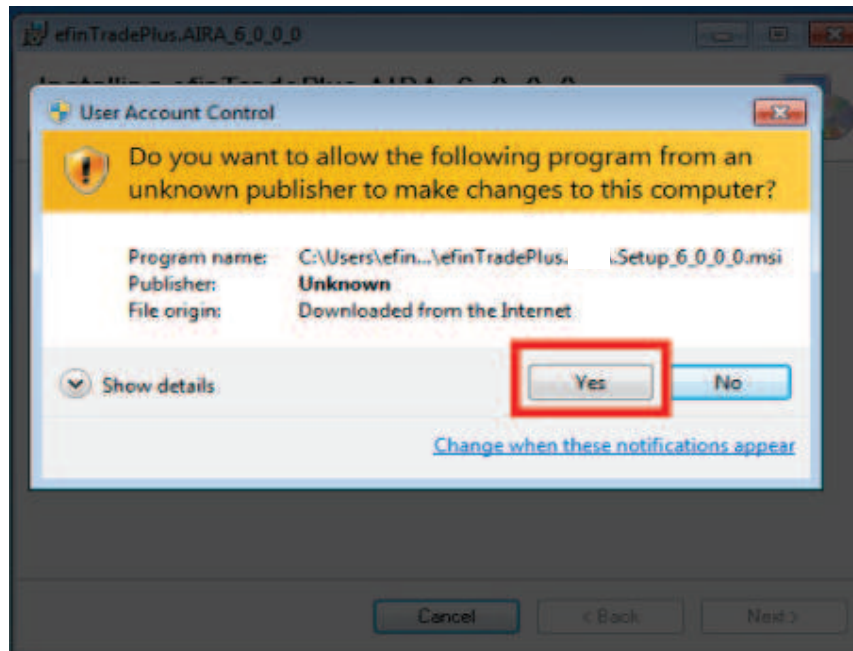 efinTradePlus.AIRA_6_0_0_0
User Account Control
Do you want to allow the following program from an
unknown publisher to make changes to this computer?
Program name: C:\Users\efin...\efinTradePlus. .Setup_6_0_0_0.msi
Publisher: Unknown
File origin: Downloaded from the Internet
Show details
Yes No
Change when these notifications appear
Cancel < Back Next >